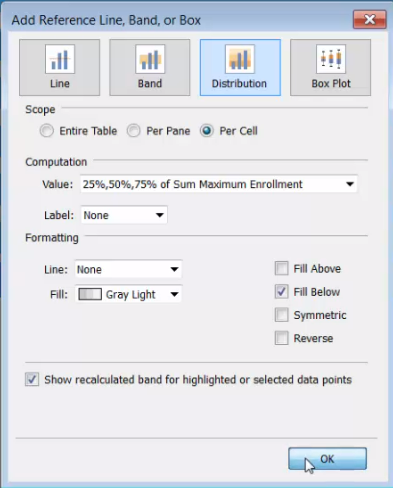 Add Reference Line, Band, or Box
Line Band Distribution Box Plot
Scope
Entire Table Per Pane Per Cell
Computation
Value: 25%,50%,75% of Sum Maximum Enrollment
Label: None
Formatting
Line: None
Fill Above
Fill: Gray Light
Fill Below
Symmetric
Reverse
Show recalculated band for highlighted or selected data points
OK